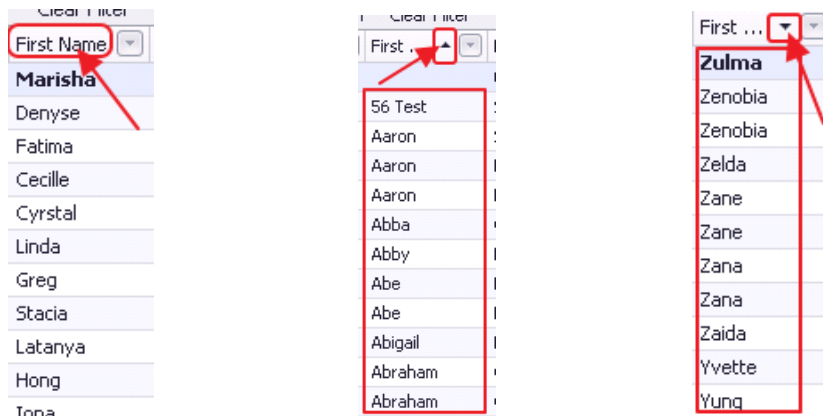 Clear Filter
First Name
Marisha
Denyse
Fatima
Cecille
Cyrstal
Linda
Greg
Stacia
Latanya
Hong
Iona
Clear Filter
First ...
56 Test
Aaron
Aaron
Aaron
Abba
Abby
Abe
Abe
Abigail
Abraham
Abraham
First ...
Zulma
Zenobia
Zenobia
Zelda
Zane
Zane
Zana
Zana
Zaida
Yvette
Yung